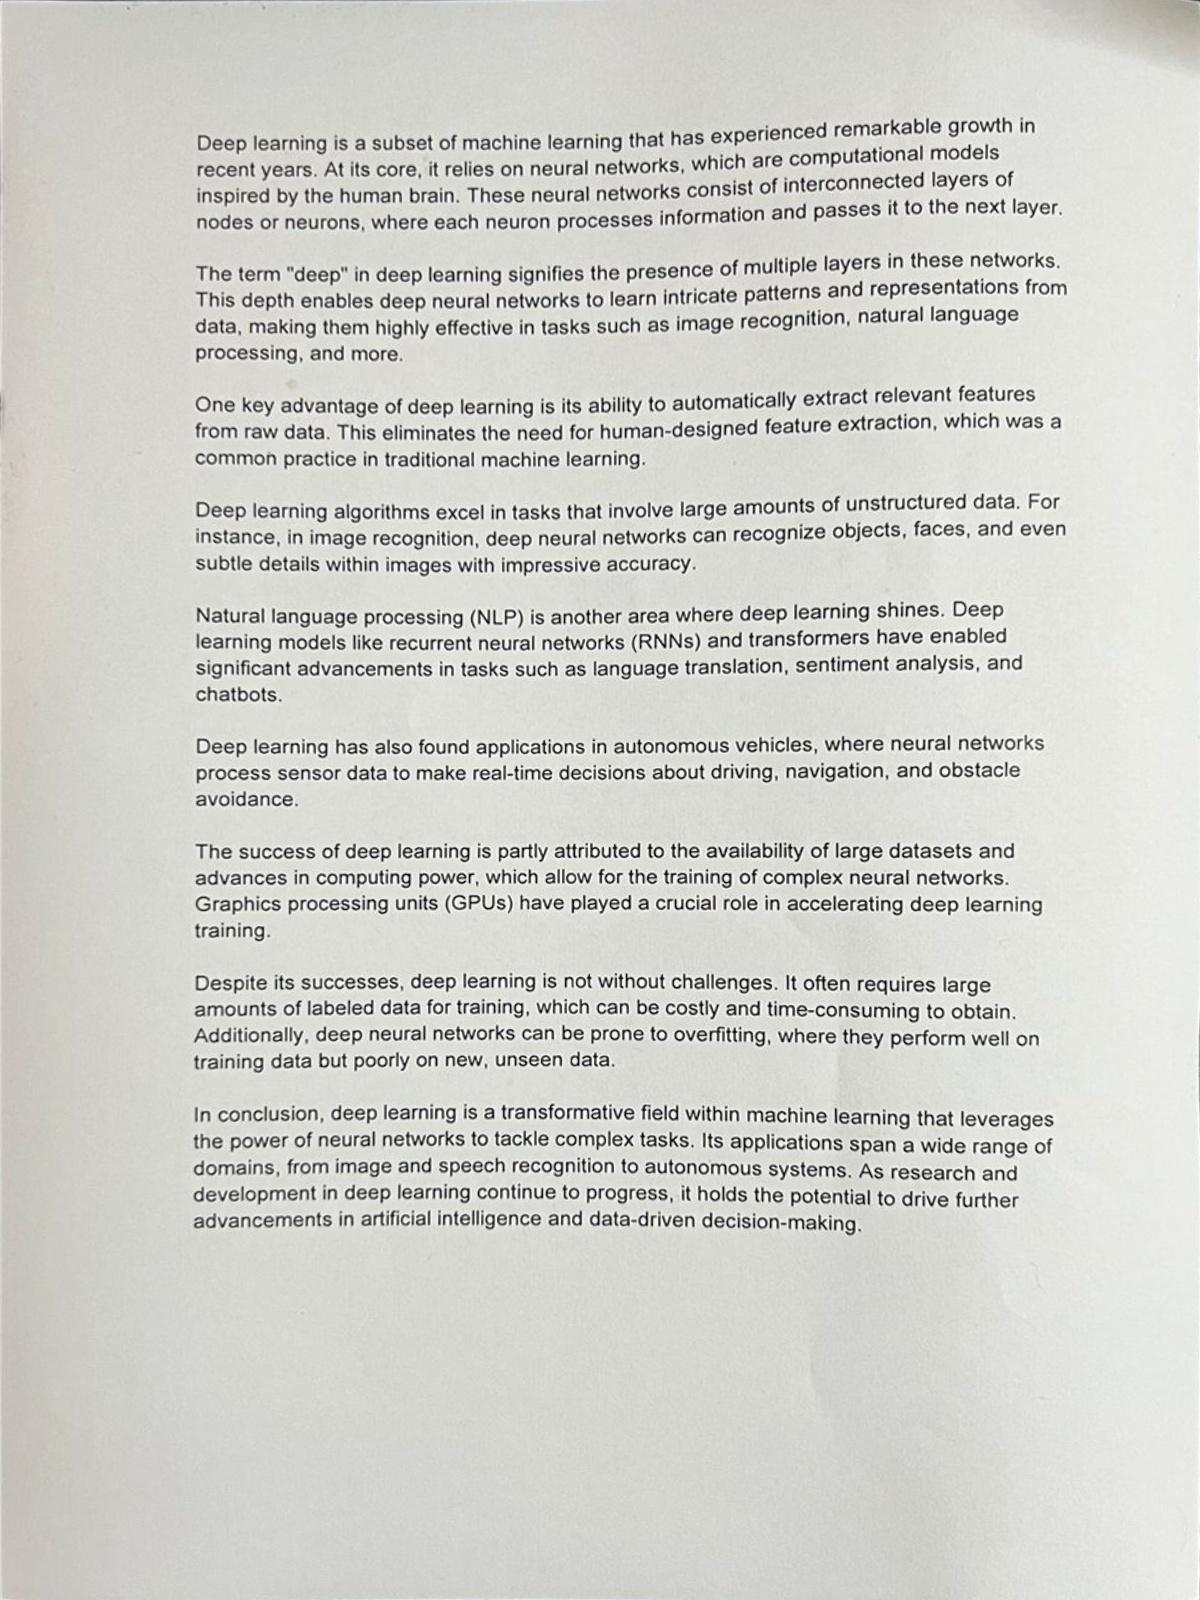 Deep learning is a subset of machine learning that has experienced remarkable growth in
recent years. At its core, it relies on neural networks, which are computational models
inspired by the human brain. These neural networks consist of interconnected layers of
nodes or neurons, where each neuron processes information and passes it to the next layer.
The term "deep" in deep learning signifies the presence of multiple layers in these networks.
This depth enables deep neural networks to learn intricate patterns and representations from
data, making them highly effective in tasks such as image recognition, natural language
processing, and more.
One key advantage of deep learning is its ability to automatically extract relevant features
from raw data. This eliminates the need for human-designed feature extraction, which was a
common practice in traditional machine learning.
Deep learning algorithms excel in tasks that involve large amounts of unstructured data. For
instance, in image recognition, deep neural networks can recognize objects, faces, and even
subtle details within images with impressive accuracy.
Natural language processing (NLP) is another area where deep learning shines. Deep
learning models like recurrent neural networks (RNNs) and transformers have enabled
significant advancements in tasks such as language translation, sentiment analysis, and
chatbots.
Deep learning has also found applications in autonomous vehicles, where neural networks
process sensor data to make real-time decisions about driving, navigation, and obstacle
avoidance.
The success of deep learning is partly attributed to the availability of large datasets and
advances in computing power, which allow for the training of complex neural networks.
Graphics processing units (GPUs) have played a crucial role in accelerating deep learning
training.
Despite its successes, deep learning is not without challenges. It often requires large
amounts of labeled data for training, which can be costly and time-consuming to obtain.
Additionally, deep neural networks can be prone to overfitting, where they perform well on
training data but poorly on new, unseen data.
In conclusion, deep learning is a transformative field within machine learning that leverages
the power of neural networks to tackle complex tasks. Its applications span a wide range of
domains, from image and speech recognition to autonomous systems. As research and
development in deep learning continue to progress, it holds the potential to drive further
advancements in artificial intelligence and data-driven decision-making.